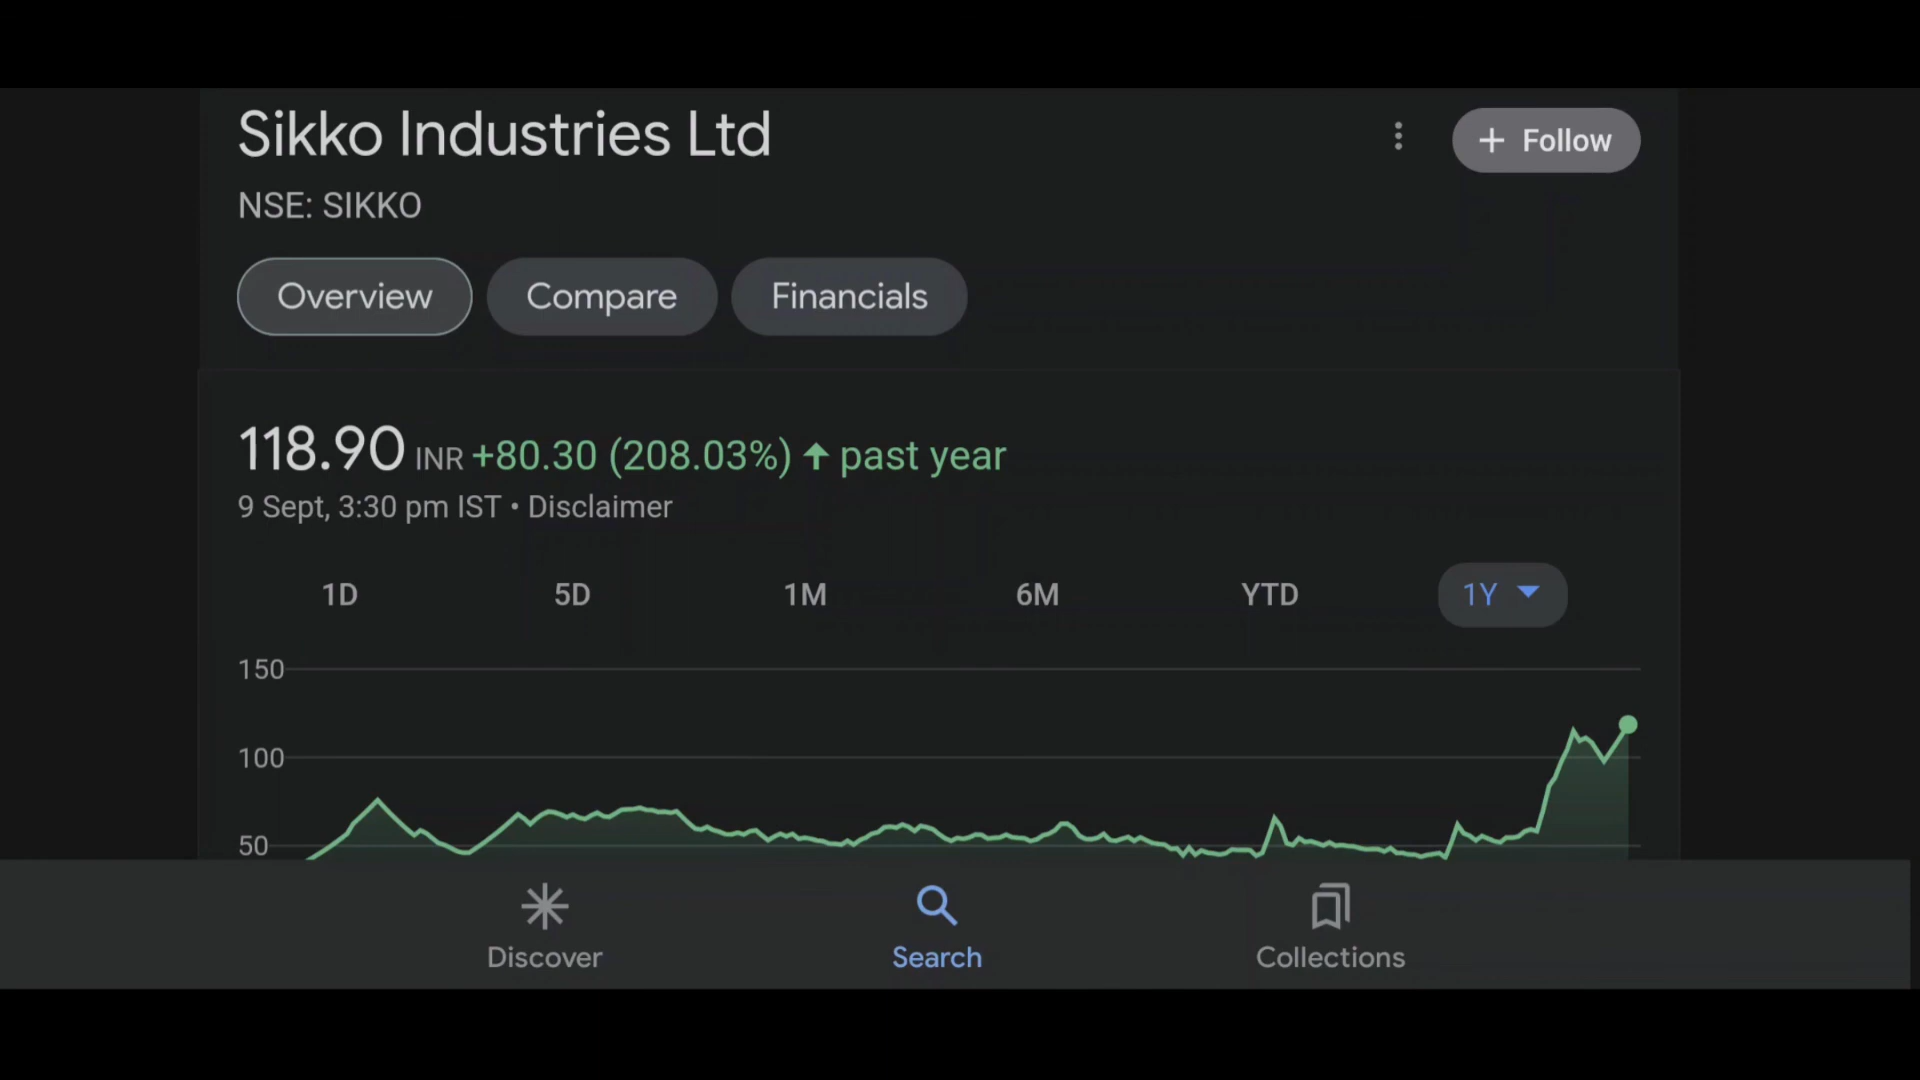 Sikko Industries Ltd
+ Follow
NSE: SIKKO
Overview
Compare
Financials
118.90 INR +80.30 (208.03%) ↑ past year
9 Sept, 3:30 pm IST • Disclaimer
1D
5D
1M
6M
YTD
1Y
150
100
50
Discover
Search
Collections